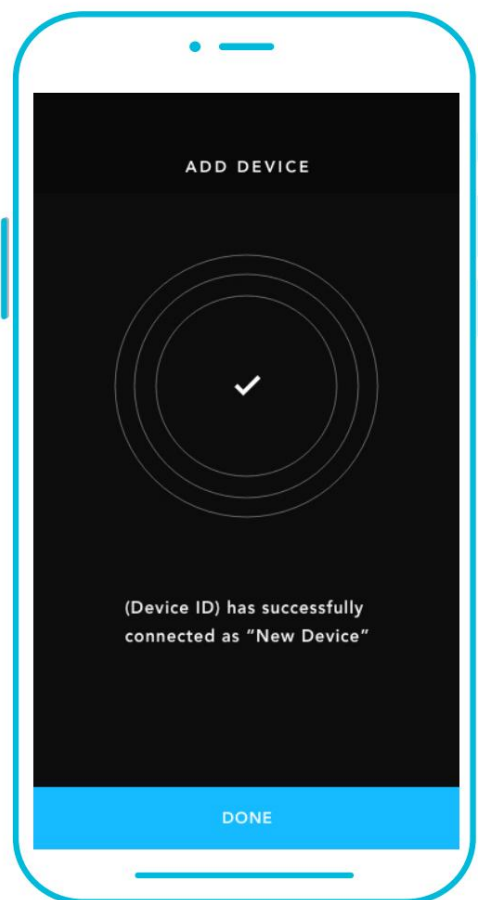 ADD DEVICE
(Device ID) has successfully
connected as “New Device”
DONE